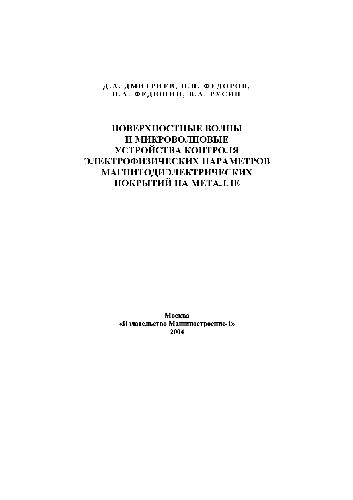 Д.А. ДМИТРИЕВ, Н.П. ФЕДОРОВ,
П.А. ФЕДЮНИН, В.А. РУСИН
ПОВЕРХНОСТНЫЕ ВОЛНЫ
И МИКРОВОЛНОВЫЕ
УСТРОЙСТВА КОНТРОЛЯ
ЭЛЕКТРОФИЗИЧЕСКИХ ПАРАМЕТРОВ
МАГНИТОДИЭЛЕКТРИЧЕСКИХ
ПОКРЫТИЙ НА МЕТАЛЛЕ
Москва
«Издательство Машиностроение-1»
2004